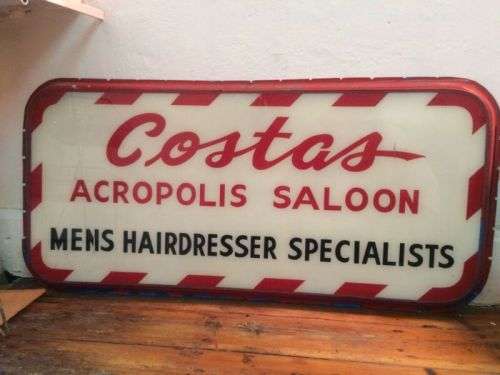 Costas
ACROPOLIS SALOON
MENS HAIRDRESSER SPECIALISTS